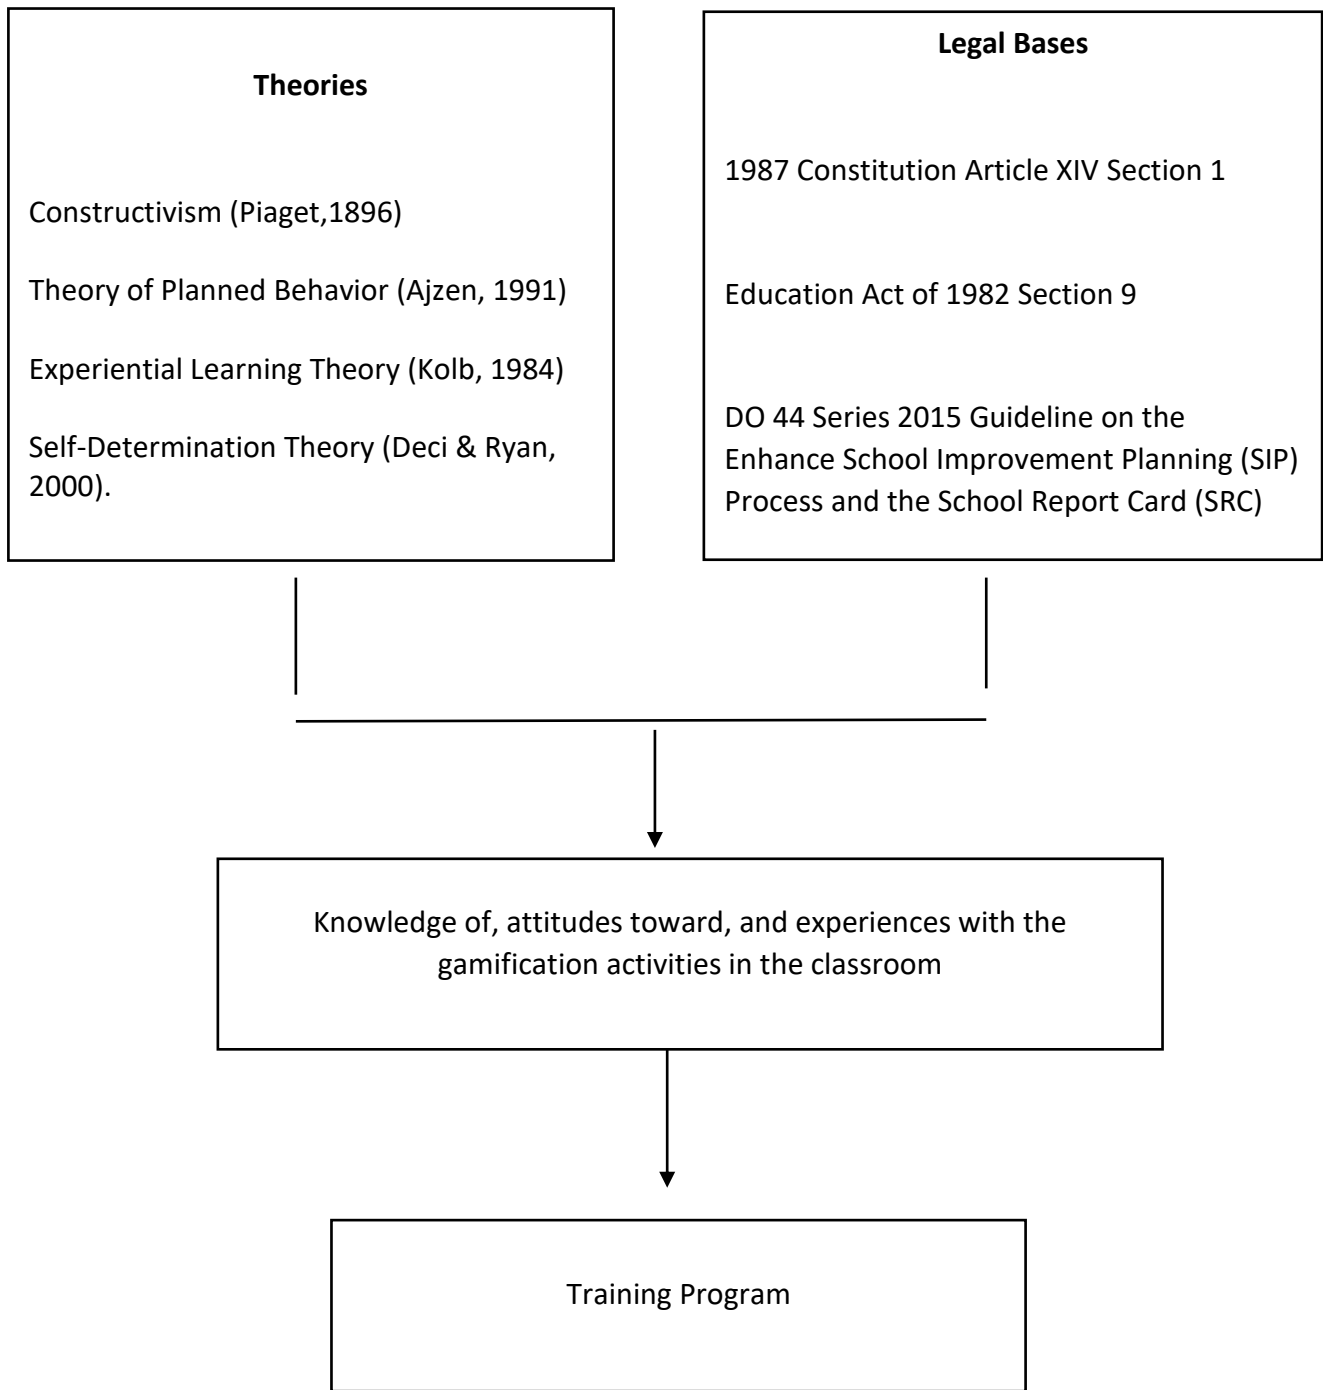 Theories
Constructivism (Piaget,1896)
Theory of Planned Behavior (Ajzen, 1991)
Experiential Learning Theory (Kolb, 1984)
Self-Determination Theory (Deci & Ryan,
2000).
Legal Bases
1987 Constitution Article XIV Section 1
Education Act of 1982 Section 9
DO 44 Series 2015 Guideline on the
Enhance School Improvement Planning (SIP)
Process and the School Report Card (SRC)
Knowledge of, attitudes toward, and experiences with the
gamification activities in the classroom
Training Program